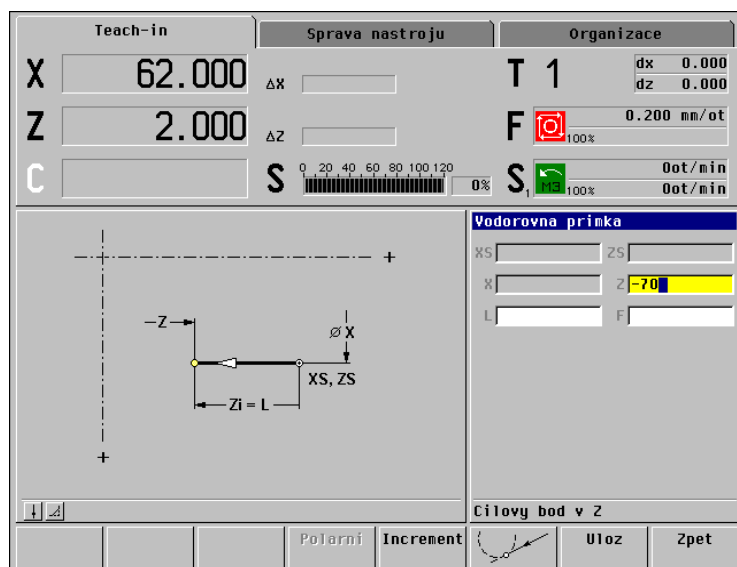 Teach-in Sprava nastroju Organizace
X 62.000 ΔX T 1 dx 0.000
dz 0.000
Z 2.000 ΔZ F 100% 0.200 mm/ot
C S 0 20 40 60 80 100 120 0% S1 M3 100% 0ot/min
0ot/min
Vodorovna primka
XS ZS
X Z -70
L F
+
-Z
⌀ X
XS, ZS
Zi = L
+
Cilovy bod v Z
Polarni Increment Uloz Zpet